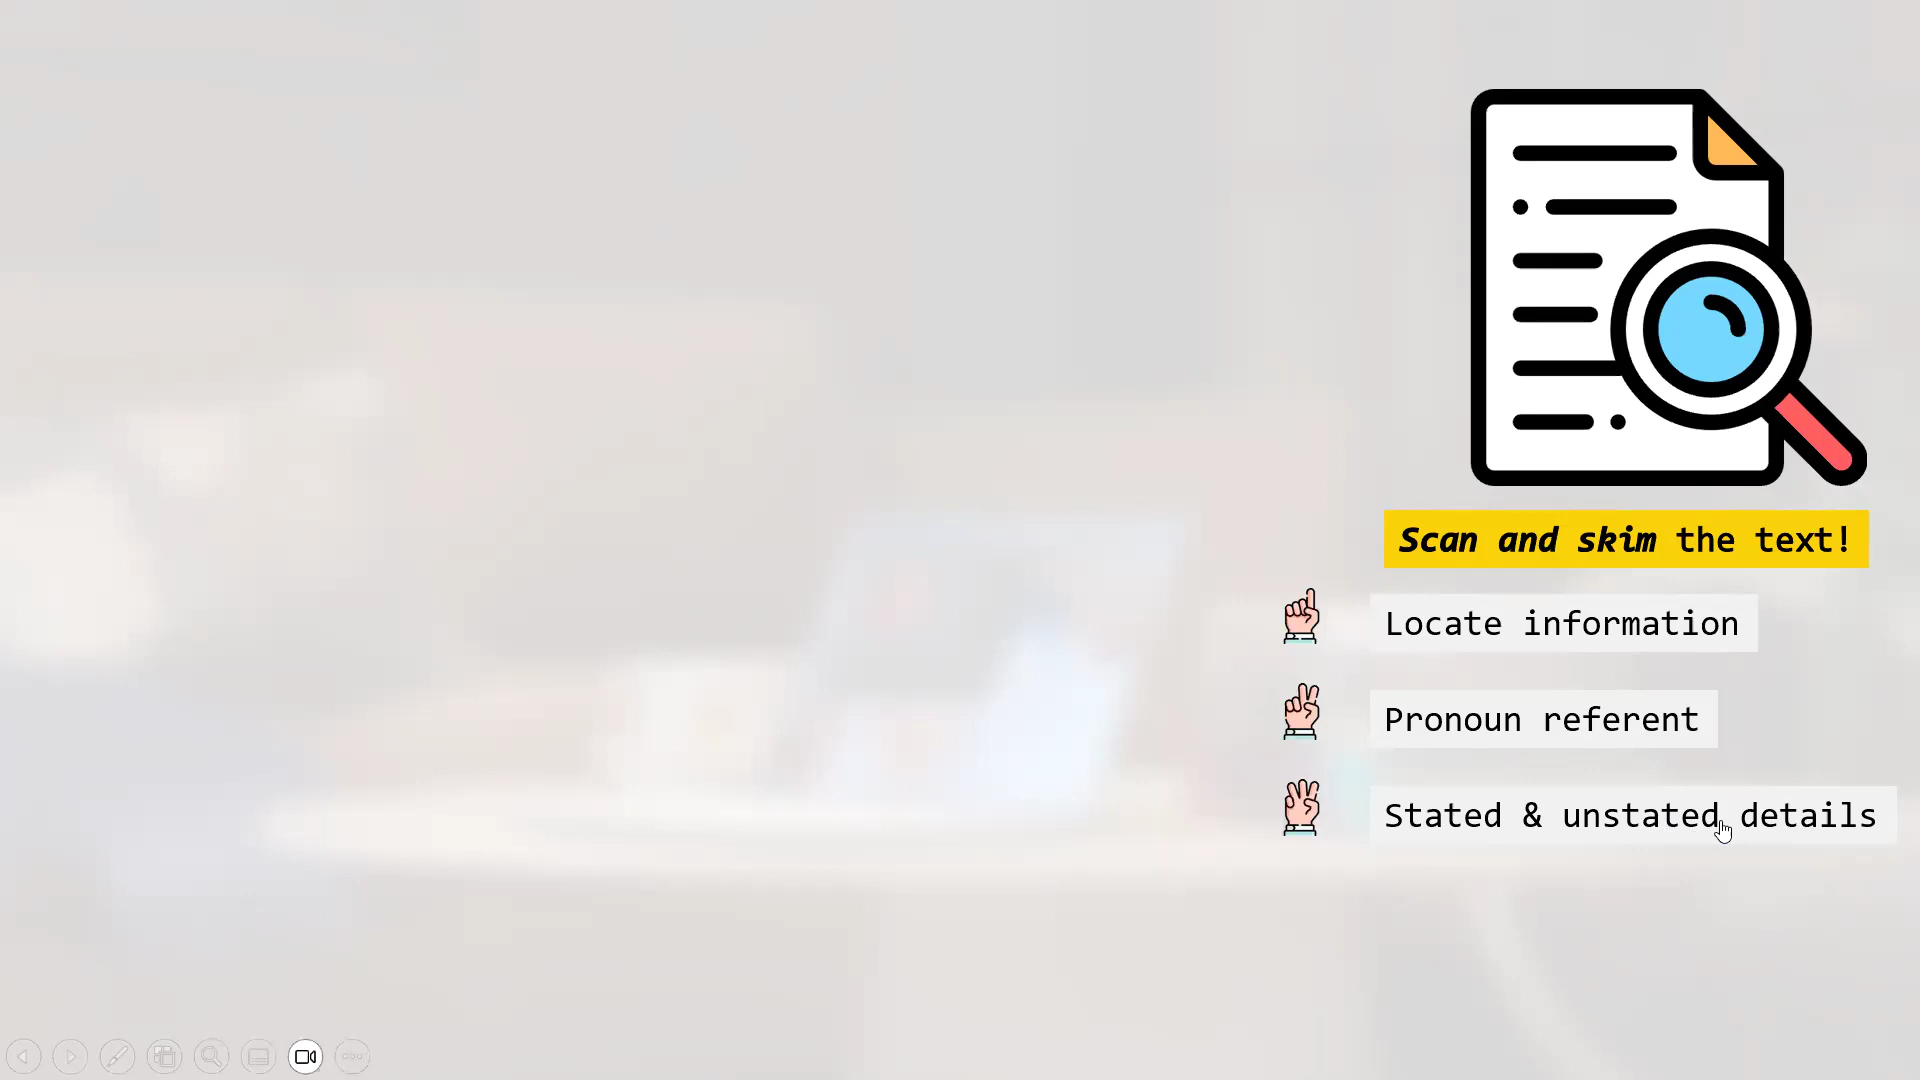 Scan and skim the text!
Locate information
Pronoun referent
Stated & unstated details